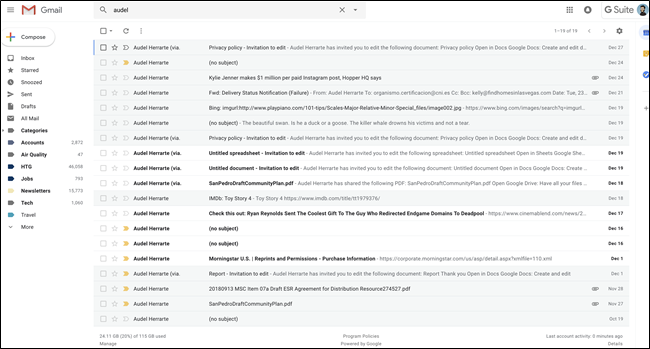 Gmail audel G Suite
Compose 1–19 of 19
Audel Herrarte (via. Privacy policy - Invitation to edit - Audel Herrarte has invited you to edit the following document: Privacy policy Open in Docs Google Docs: Create and edit d Dec 27
Inbox Audel Herrarte (no subject) Dec 24
Starred Audel Herrarte Kylie Jenner makes $1 million per paid Instagram post, Hopper HQ says Dec 24
Snoozed
Sent Audel Herrarte Fwd: Delivery Status Notification (Failure) - From: Audel Herrarte To: organismo.certificacion@cni.es Cc: Bcc: kelly@findhomesinlasvegas.com Date: Tue, 23 Dec 21
Drafts Audel Herrarte Bing: imgurl:http://www.playpiano.com/101-tips/Scales-Major-Relative-Minor-Special_files/image002.jpg - https://www.bing.com/images/search?q=imgurl... Dec 21
All Mail Audel Herrarte (no subject) - The beautiful swan. Is he a duck or a goose. The killer whale drowns his victims and not a tear. Dec 21
Categories Audel Herrarte (via. Privacy policy - Invitation to edit - Audel Herrarte has invited you to edit the following document: Privacy policy Open in Docs Google Docs: Create and edit d Dec 21
Accounts 2,872 Audel Herrarte (via. Untitled spreadsheet - Invitation to edit - Audel Herrarte has invited you to edit the following spreadsheet: Untitled spreadsheet Open in Sheets Google She.. Dec 19
Air Quality 47 Audel Herrarte (via. Untitled document - Invitation to edit - Audel Herrarte has invited you to edit the following document: Untitled document Open in Docs Google Docs: Create.. Dec 19
HTG 46,058
Jobs 793 Audel Herrarte (via. SanPedroDraftCommunityPlan.pdf - Audel Herrarte has shared the following PDF: SanPedroDraftCommunityPlan.pdf Open Google Drive: Have all your files .. Dec 18
Newsletters 15,773 Audel Herrarte IMDb: Toy Story 4 - Toy Story 4 https://www.imdb.com/title/tt1979376/ Dec 18
Tech 1,060 Audel Herrarte Check this out: Ryan Reynolds Sent The Coolest Gift To The Guy Who Redirected Endgame Domains To Deadpool - https://www.cinemablend.com/news/2... Dec 17
Travel
More Audel Herrarte (no subject) Dec 16
Audel Herrarte (no subject) Dec 16
Audel Herrarte Morningstar U.S. | Reprints and Permissions - Purchase Information - https://corporate.morningstar.com/us/asp/detail.aspx?xmlfile=110.xml Dec 1
Audel Herrarte (via. Report - Invitation to edit - Audel Herrarte has invited you to edit the following document: Report Thank you Open in Docs Google Docs: Create and edit Dec 1
Audel Herrarte 20180913 MSC Item 07a Draft ESR Agreement for Distribution Resource274527.pdf Nov 28
Audel Herrarte SanPedroDraftCommunityPlan.pdf Nov 27
Audel Herrarte (no subject) Oct 19
24.11 GB (20%) of 115 GB used Program Policies Last account activity: 0 minutes ago
Manage Powered by Google Details